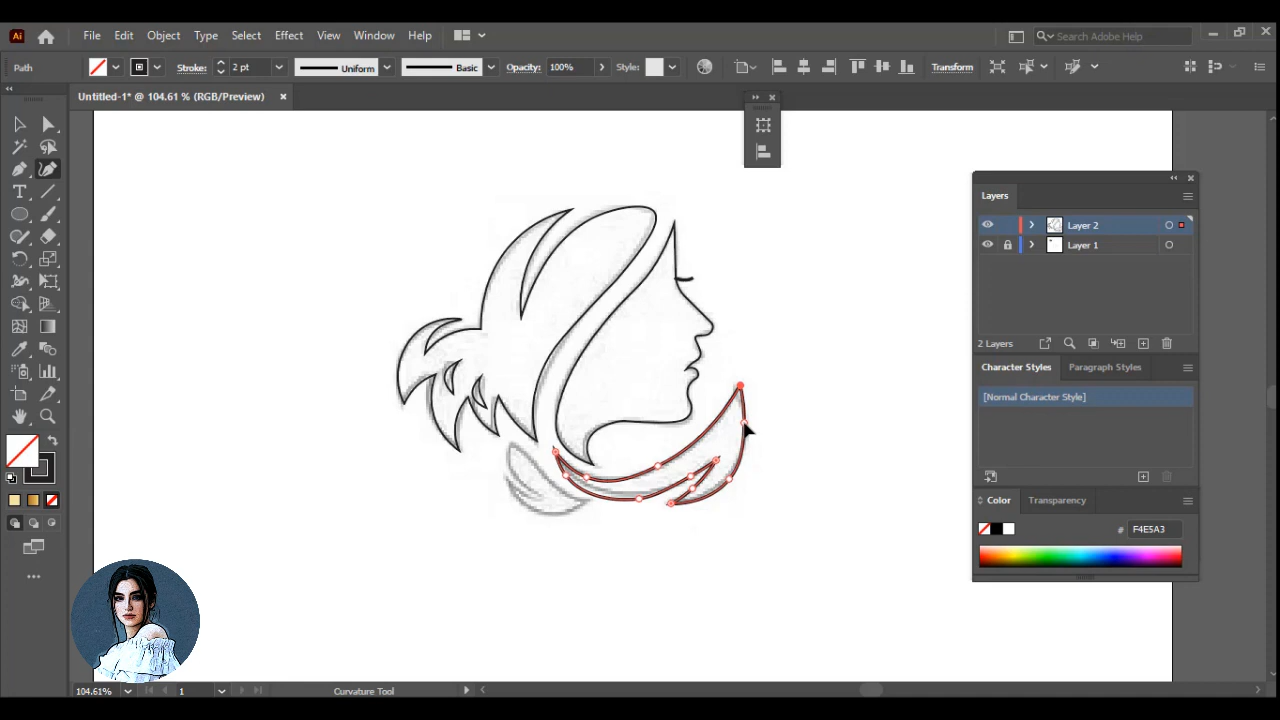 Ai File Edit Object Type Select Effect View Window Help Search Adobe Help
Path Stroke: 2 pt Uniform Basic Opacity: 100% Style: Transform
Untitled-1* @ 104.61 % (RGB/Preview)
Layers
Layer 2
Layer 1
2 Layers
Character Styles Paragraph Styles
[Normal Character Style]
Color Transparency
# F4E5A3
104.61% 1 Curvature Tool